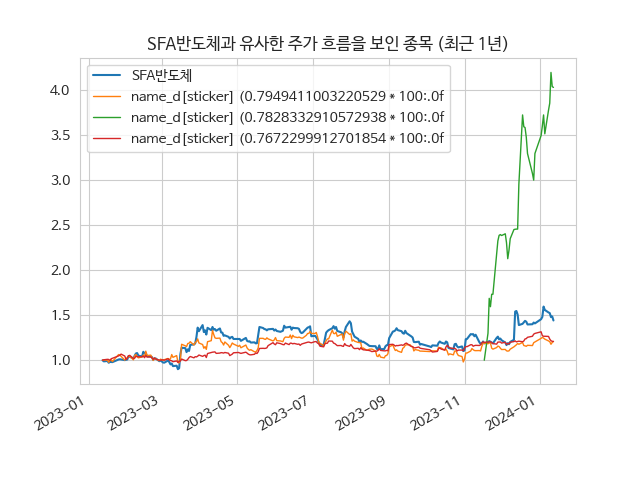 SFA반도체과 유사한 주가 흐름을 보인 종목 (최근 1년)
SFA반도체
name_d[sticker] (0.7949411003220529 * 100:.0f
name_d[sticker] (0.7828332910572938 * 100:.0f
name_d[sticker] (0.7672299912701854 * 100:.0f
4.0
3.5
3.0
2.5
2.0
1.5
1.0
2023-01
2023-03
2023-05
2023-07
2023-09
2023-11
2024-01